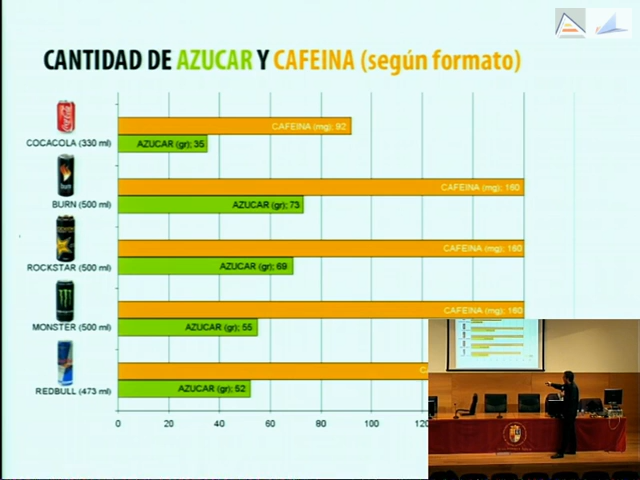 CANTIDAD DE AZUCAR Y CAFEINA (según formato)
CAFEINA (mg); 92
COCACOLA (330 ml)
AZUCAR (gr); 35
CAFEINA (mg); 160
BURN (500 ml)
AZUCAR (gr); 73
CAFEINA (mg); 160
ROCKSTAR (500 ml)
AZUCAR (gr); 69
CAFEINA (mg); 160
MONSTER (500 ml)
AZUCAR (gr); 55
REDBULL (473 ml)
AZUCAR (gr); 52
0 20 40 60 80 100